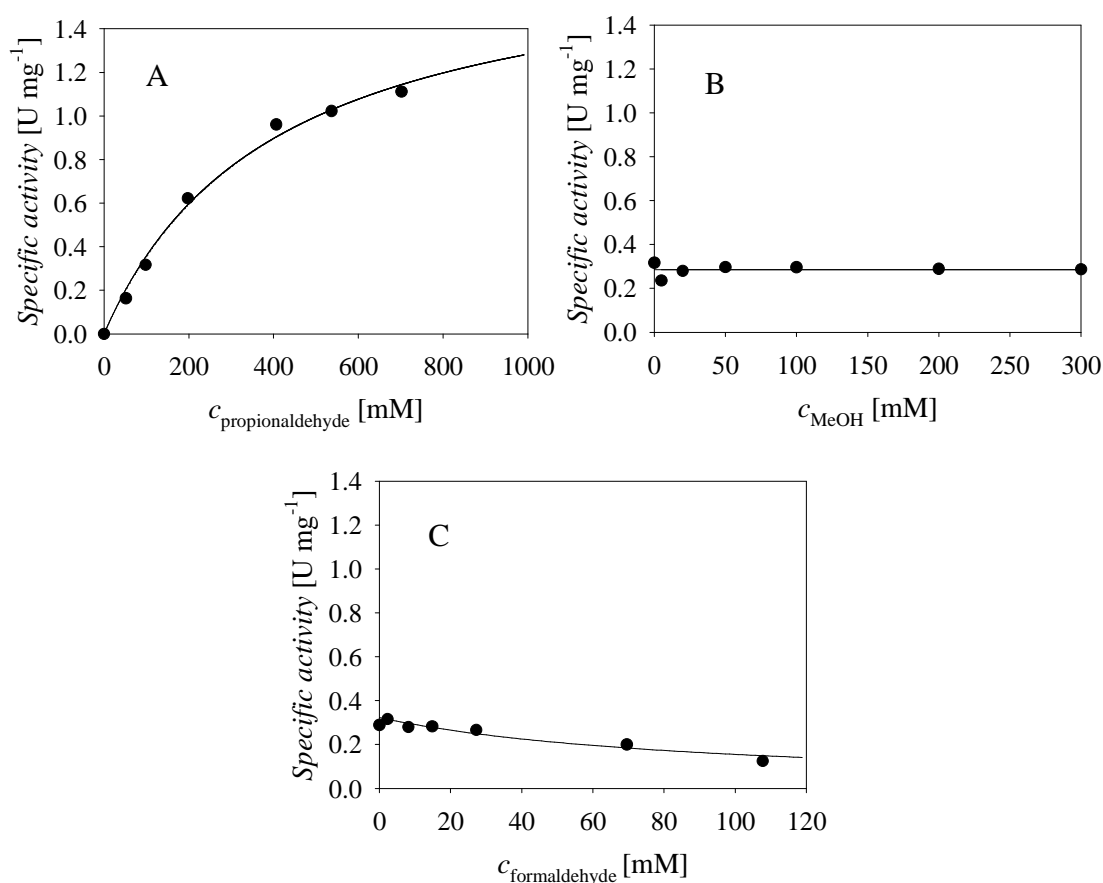 A
Specific activity [U mg-1]
1.4
1.2
1.0
0.8
0.6
0.4
0.2
0.0
0 200 400 600 800 1000
cpropionaldehyde [mM]
B
Specific activity [U mg-1]
1.4
1.2
1.0
0.8
0.6
0.4
0.2
0.0
0 50 100 150 200 250 300
cMeOH [mM]
C
Specific activity [U mg-1]
1.4
1.2
1.0
0.8
0.6
0.4
0.2
0.0
0 20 40 60 80 100 120
cformaldehyde [mM]